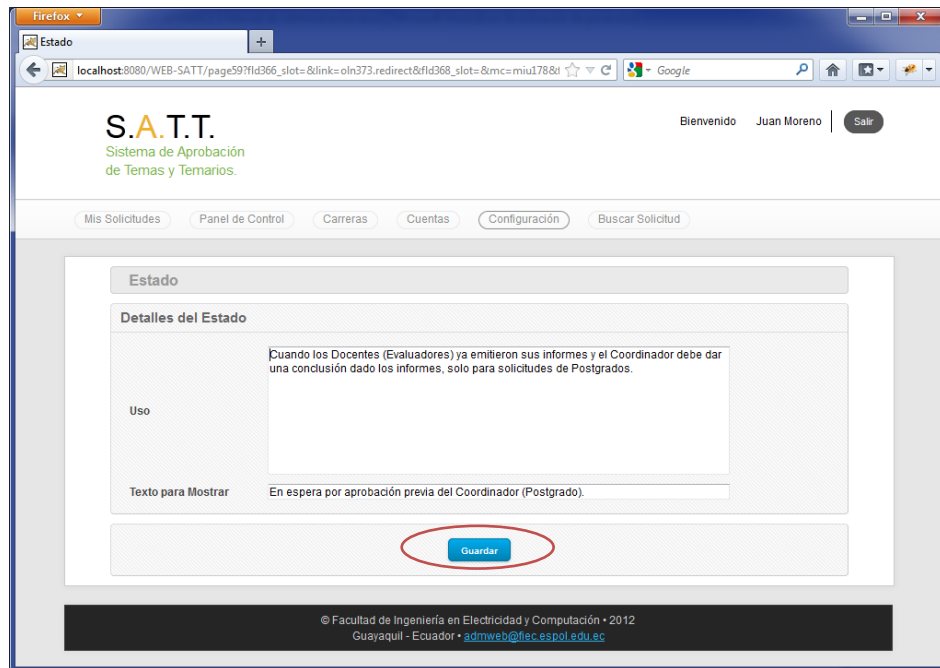 Firefox
Estado
localhost:8080/WEB-SATT/page59?fld366_slot=&link=oln373.redirect&fld368_slot=&mc=miu178&
Google
S.A.T.T.
Sistema de Aprobación
de Temas y Temarios.
Bienvenido Juan Moreno Salir
Mis Solicitudes Panel de Control Carreras Cuentas Configuración Buscar Solicitud
Estado
Detalles del Estado
Uso
Cuando los Docentes (Evaluadores) ya emitieron sus informes y el Coordinador debe dar
una conclusión dado los informes, solo para solicitudes de Postgrados.
Texto para Mostrar
En espera por aprobación previa del Coordinador (Postgrado).
Guardar
© Facultad de Ingeniería en Electricidad y Computación • 2012
Guayaquil - Ecuador • admweb@fiec.espol.edu.ec